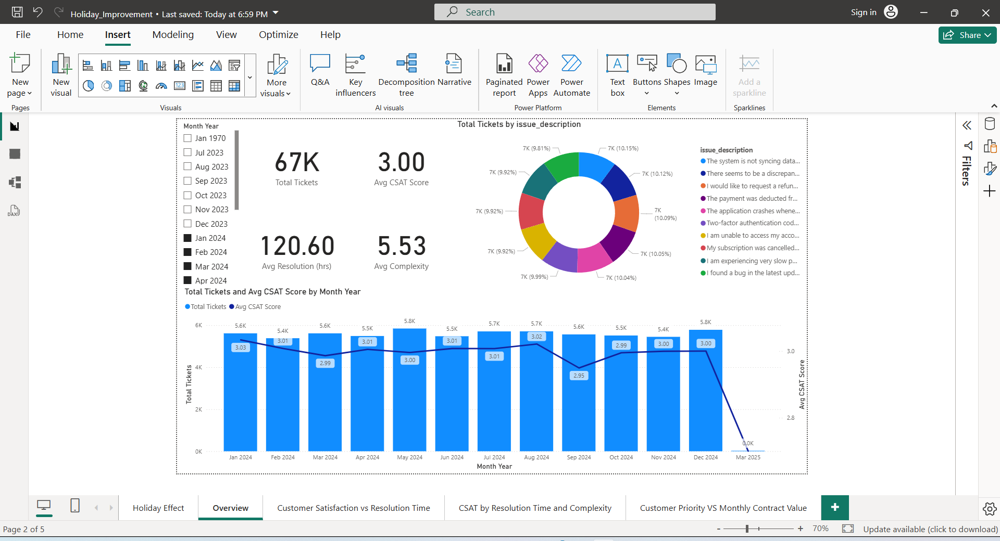 Holiday_Improvement • Last saved: Today at 6:59 PM
Search
Sign in
File Home Insert Modeling View Optimize Help
Share
New page
New visual
More visuals
Q&A
Key influencers
Decomposition tree
Narrative
Paginated report
Power Apps
Power Automate
Text box
Buttons
Shapes
Image
Add a sparkline
Pages
Visuals
AI visuals
Power Platform
Elements
Sparklines
123
DAX
Filters
Month Year
Jan 1970
Jul 2023
Aug 2023
Sep 2023
Oct 2023
Nov 2023
Dec 2023
Jan 2024
Feb 2024
Mar 2024
Apr 2024
67K
Total Tickets
3.00
Avg CSAT Score
120.60
Avg Resolution (hrs)
5.53
Avg Complexity
Total Tickets by issue_description
7K (10.15%)
7K (10.12%)
7K
(10.09%)
7K (10.05%)
7K (10.04%)
7K (9.99%)
7K (9.92%)
7K (9.92%)
7K (9.92%)
7K (9.81%)
issue_description
The system is not syncing data...
There seems to be a discrepan...
I would like to request a refun...
The payment was deducted fr...
The application crashes whene...
Two-factor authentication cod...
I am unable to access my acco...
My subscription was cancelled...
I am experiencing very slow p...
I found a bug in the latest upd...
Total Tickets and Avg CSAT Score by Month Year
Total Tickets Avg CSAT Score
Total Tickets
6K
4K
2K
0K
5.6K 5.4K 5.6K 5.5K 5.8K 5.5K 5.7K 5.7K 5.6K 5.5K 5.4K 5.8K 0.0K
3.03 3.01 2.99 3.01 3.00 3.01 3.01 3.02 2.95 2.99 3.00 3.00
3.0
2.8
Avg CSAT Score
Jan 2024 Feb 2024 Mar 2024 Apr 2024 May 2024 Jun 2024 Jul 2024 Aug 2024 Sep 2024 Oct 2024 Nov 2024 Dec 2024 Mar 2025
Month Year
Holiday Effect
Overview
Customer Satisfaction vs Resolution Time
CSAT by Resolution Time and Complexity
Customer Priority VS Monthly Contract Value
Page 2 of 5
- + 70%
Update available (click to download)